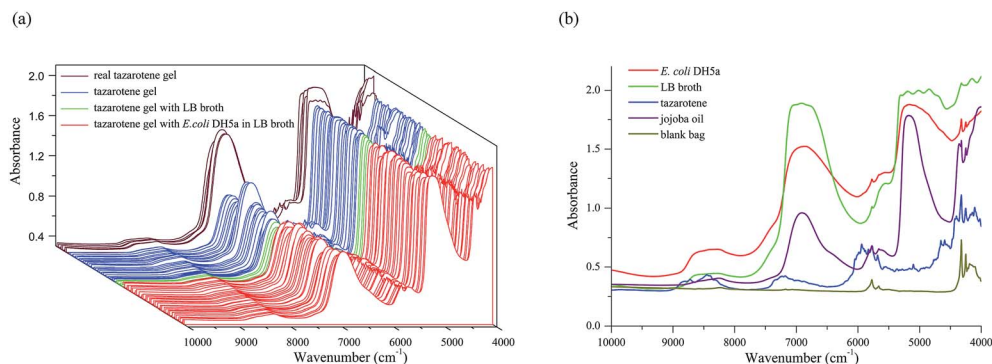 (a)
real tazarotene gel
tazarotene gel
tazarotene gel with LB broth
tazarotene gel with E.coli DH5a in LB broth
Absorbance
2.0
1.6
1.2
0.8
0.4
10000 9000 8000 7000 6000 5000 4000
Wavenumber (cm-1)
(b)
E. coli DH5a
LB broth
tazarotene
jojoba oil
blank bag
Absorbance
2.0
1.5
1.0
0.5
0.0
10000 9000 8000 7000 6000 5000 4000
Wavenumber (cm-1)